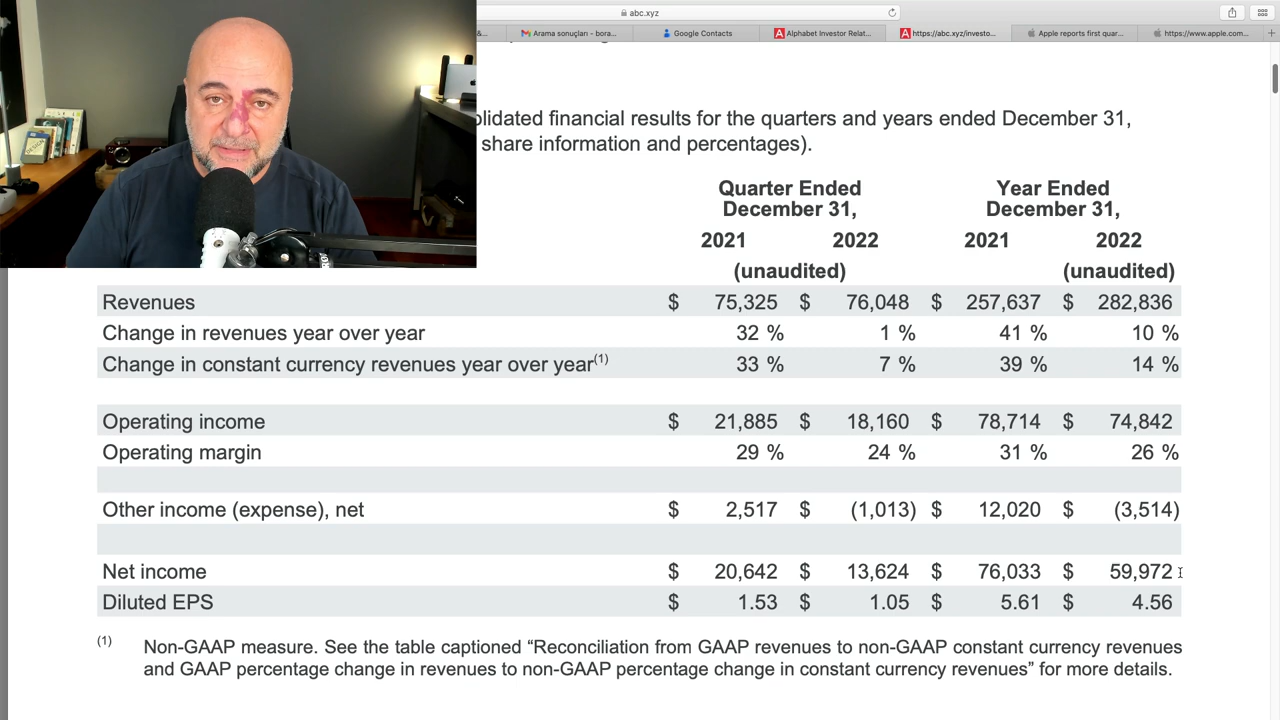 abc.xyz
&...
Arama sonuçları - bora...
Google Contacts
Alphabet Investor Relat...
https://abc.xyz/investo...
Apple reports first quar...
https://www.apple.com...
olidated financial results for the quarters and years ended December 31,
share information and percentages).
Quarter Ended Year Ended
December 31, December 31,
2021 2022 2021 2022
(unaudited) (unaudited)
Revenues $ 75,325 $ 76,048 $ 257,637 $ 282,836
Change in revenues year over year 32 % 1 % 41 % 10 %
Change in constant currency revenues year over year(1) 33 % 7 % 39 % 14 %
Operating income $ 21,885 $ 18,160 $ 78,714 $ 74,842
Operating margin 29 % 24 % 31 % 26 %
Other income (expense), net $ 2,517 $ (1,013) $ 12,020 $ (3,514)
Net income $ 20,642 $ 13,624 $ 76,033 $ 59,972
Diluted EPS $ 1.53 $ 1.05 $ 5.61 $ 4.56
(1) Non-GAAP measure. See the table captioned “Reconciliation from GAAP revenues to non-GAAP constant currency revenues
and GAAP percentage change in revenues to non-GAAP percentage change in constant currency revenues” for more details.